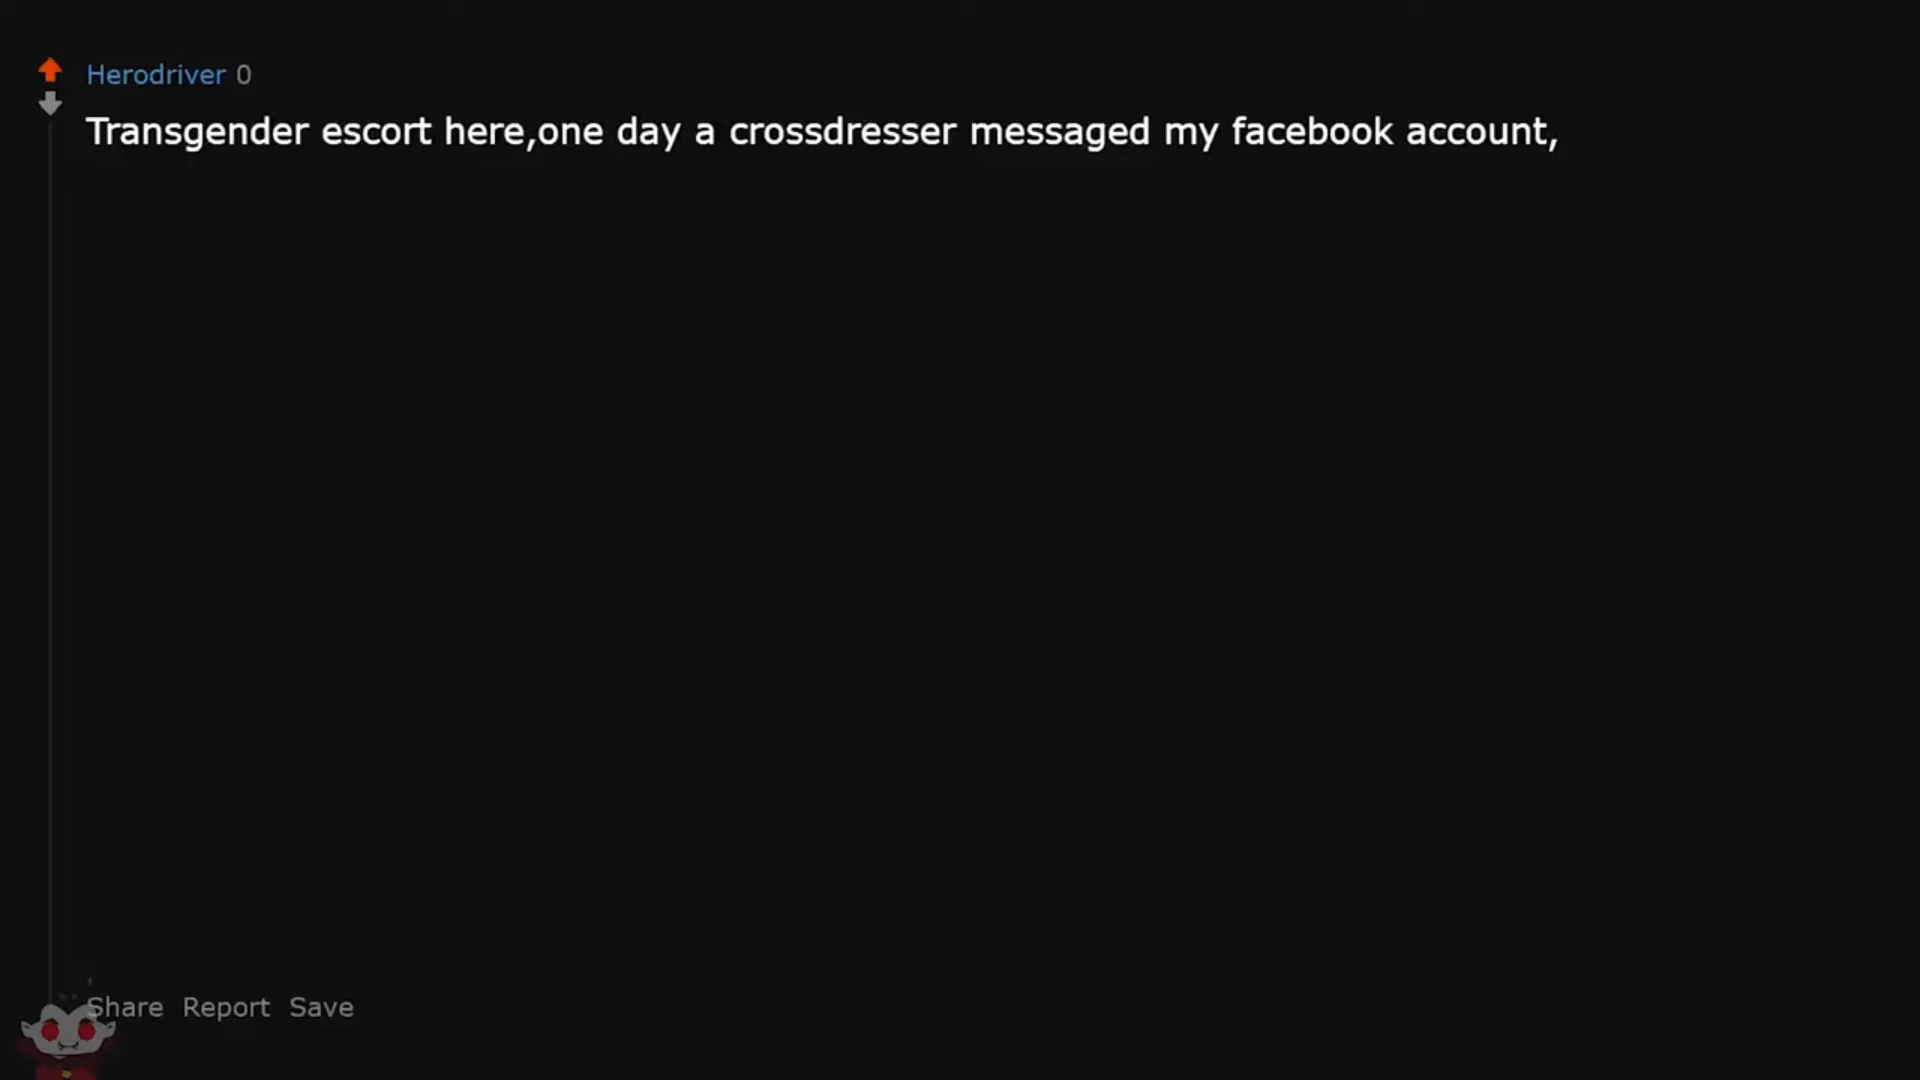 Herodriver 0
Transgender escort here,one day a crossdresser messaged my facebook account,
Share Report Save